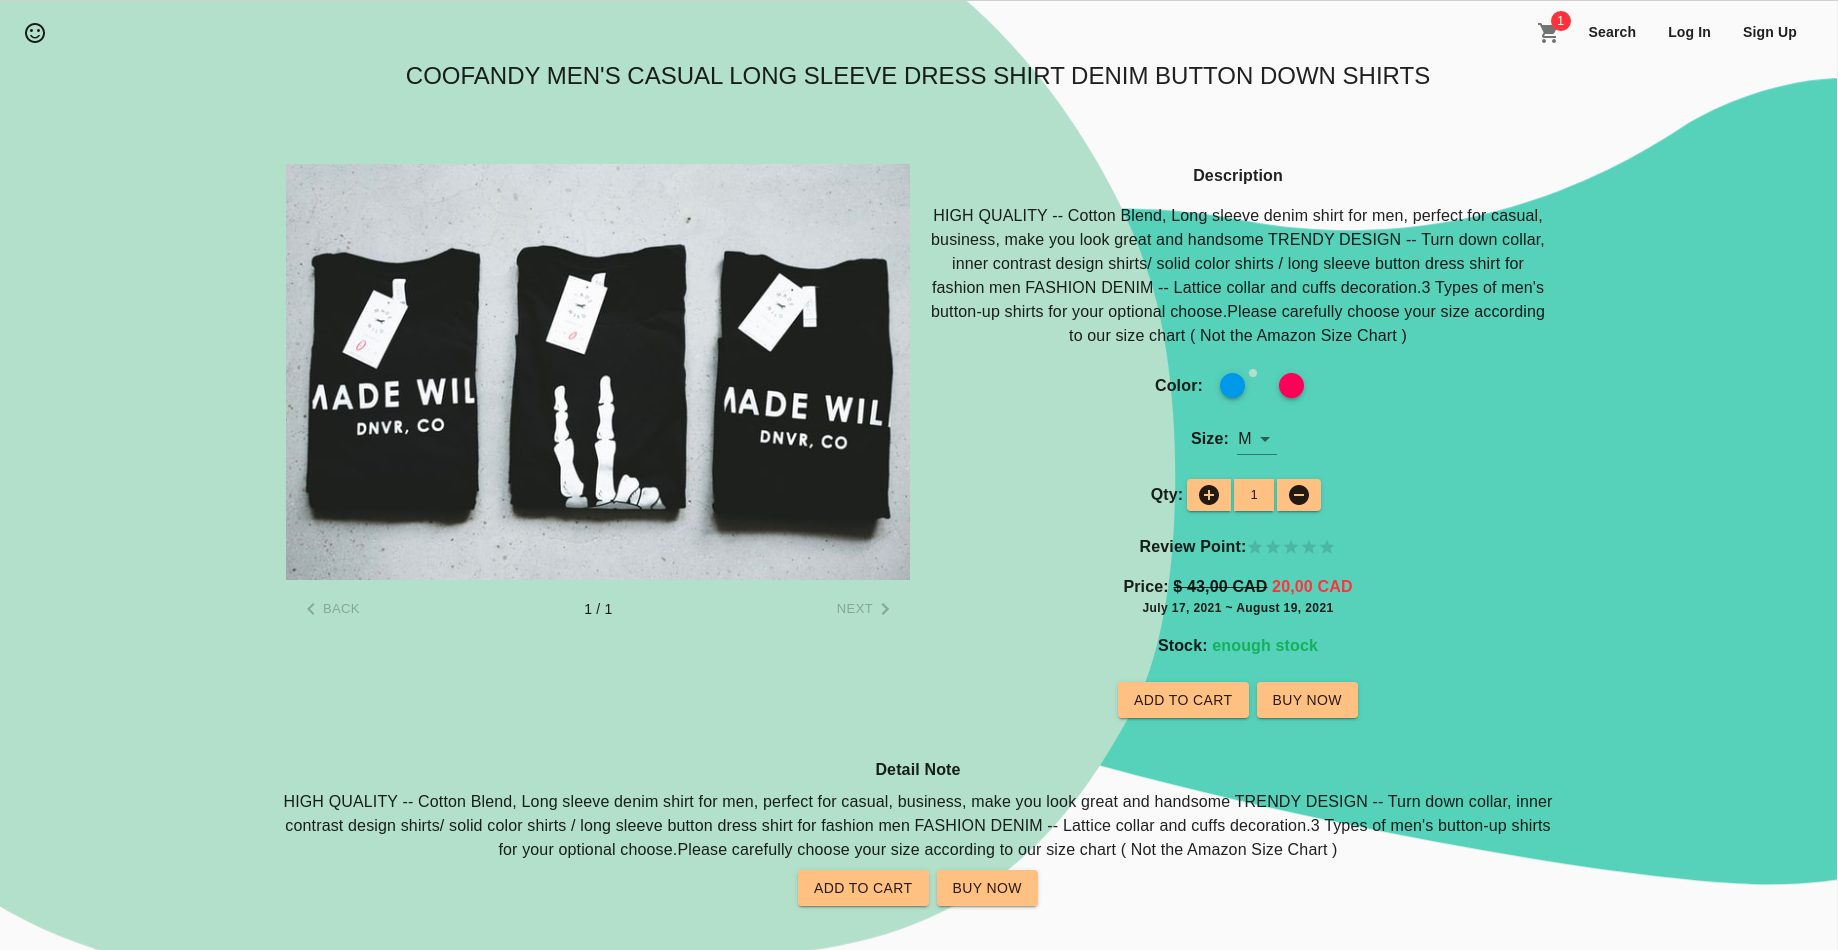 1
Search
Log In
Sign Up
COOFANDY MEN'S CASUAL LONG SLEEVE DRESS SHIRT DENIM BUTTON DOWN SHIRTS
MADE WIL
DNVR, CO
MADE WIL
DNVR, CO
BACK
1 / 1
NEXT
Description
HIGH QUALITY -- Cotton Blend, Long sleeve denim shirt for men, perfect for casual,
business, make you look great and handsome TRENDY DESIGN -- Turn down collar,
inner contrast design shirts/ solid color shirts / long sleeve button dress shirt for
fashion men FASHION DENIM -- Lattice collar and cuffs decoration.3 Types of men's
button-up shirts for your optional choose.Please carefully choose your size according
to our size chart ( Not the Amazon Size Chart )
Color:
Size: M
Qty: 1
Review Point:
Price: $ 43,00 CAD 20,00 CAD
July 17, 2021 ~ August 19, 2021
Stock: enough stock
ADD TO CART
BUY NOW
Detail Note
HIGH QUALITY -- Cotton Blend, Long sleeve denim shirt for men, perfect for casual, business, make you look great and handsome TRENDY DESIGN -- Turn down collar, inner
contrast design shirts/ solid color shirts / long sleeve button dress shirt for fashion men FASHION DENIM -- Lattice collar and cuffs decoration.3 Types of men's button-up shirts
for your optional choose.Please carefully choose your size according to our size chart ( Not the Amazon Size Chart )
ADD TO CART
BUY NOW